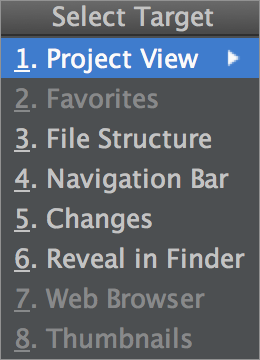 Select Target
1. Project View
2. Favorites
3. File Structure
4. Navigation Bar
5. Changes
6. Reveal in Finder
7. Web Browser
8. Thumbnails